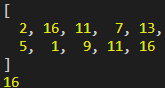 [
2, 16, 11, 7, 13,
5, 1, 9, 11, 16
]
16